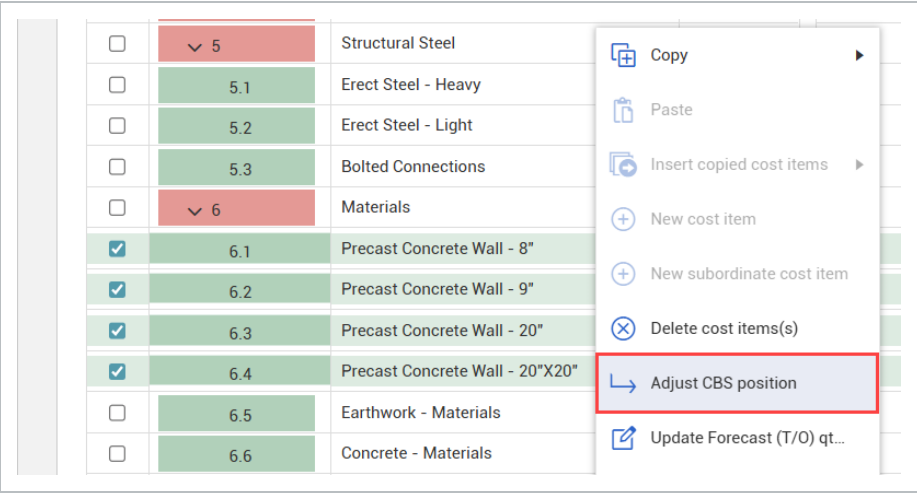 5 Structural Steel
5.1 Erect Steel - Heavy
5.2 Erect Steel - Light
5.3 Bolted Connections
6 Materials
6.1 Precast Concrete Wall - 8"
6.2 Precast Concrete Wall - 9"
6.3 Precast Concrete Wall - 20"
6.4 Precast Concrete Wall - 20"X20"
6.5 Earthwork - Materials
6.6 Concrete - Materials
Copy
Paste
Insert copied cost items
New cost item
New subordinate cost item
Delete cost items(s)
Adjust CBS position
Update Forecast (T/O) qt...